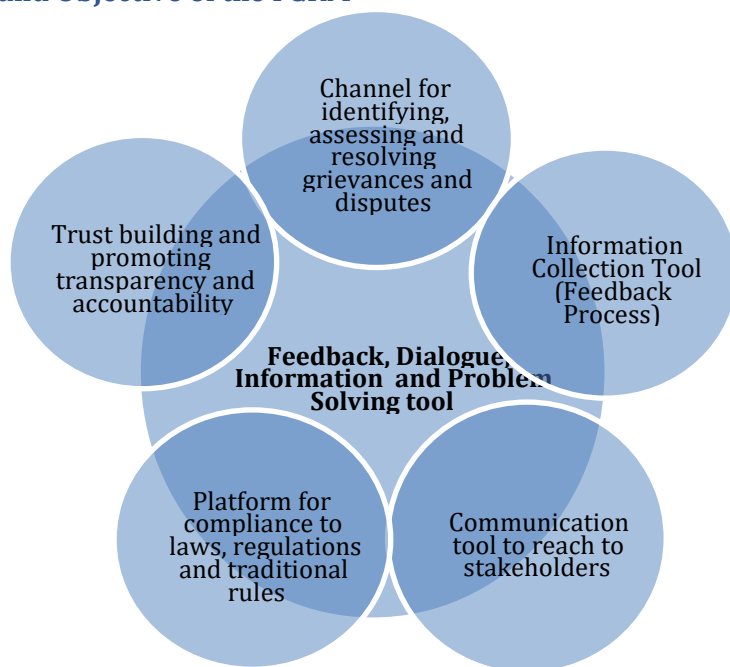 Channel for
identifying,
assessing and
resolving
grievances and
disputes
Trust building and
promoting
transparency and
accountability
Information
Collection Tool
(Feedback
Process)
Feedback, Dialogue,
Information and Problem
Solving tool
Platform for
compliance to
laws, regulations
and traditional
rules
Communication
tool to reach to
stakeholders